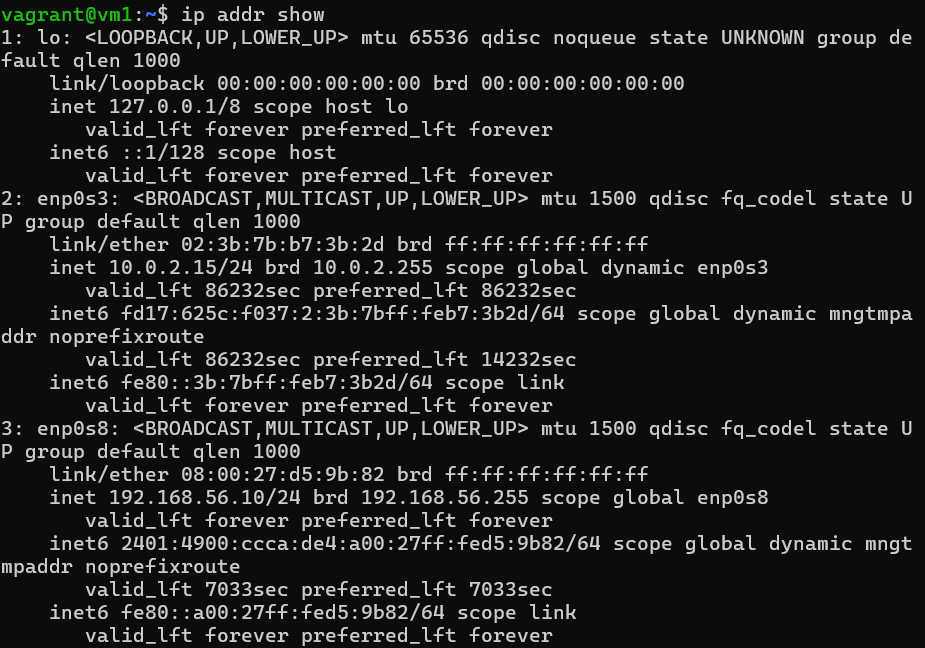 vagrant@vm1:~$ ip addr show
1: lo: <LOOPBACK,UP,LOWER_UP> mtu 65536 qdisc noqueue state UNKNOWN group de
fault qlen 1000
    link/loopback 00:00:00:00:00:00 brd 00:00:00:00:00:00
    inet 127.0.0.1/8 scope host lo
       valid_lft forever preferred_lft forever
    inet6 ::1/128 scope host
       valid_lft forever preferred_lft forever
2: enp0s3: <BROADCAST,MULTICAST,UP,LOWER_UP> mtu 1500 qdisc fq_codel state U
P group default qlen 1000
    link/ether 02:3b:7b:b7:3b:2d brd ff:ff:ff:ff:ff:ff
    inet 10.0.2.15/24 brd 10.0.2.255 scope global dynamic enp0s3
       valid_lft 86232sec preferred_lft 86232sec
    inet6 fd17:625c:f037:2:3b:7bff:feb7:3b2d/64 scope global dynamic mngtmpa
ddr noprefixroute
       valid_lft 86232sec preferred_lft 14232sec
    inet6 fe80::3b:7bff:feb7:3b2d/64 scope link
       valid_lft forever preferred_lft forever
3: enp0s8: <BROADCAST,MULTICAST,UP,LOWER_UP> mtu 1500 qdisc fq_codel state U
P group default qlen 1000
    link/ether 08:00:27:d5:9b:82 brd ff:ff:ff:ff:ff:ff
    inet 192.168.56.10/24 brd 192.168.56.255 scope global enp0s8
       valid_lft forever preferred_lft forever
    inet6 2401:4900:ccca:de4:a00:27ff:fed5:9b82/64 scope global dynamic mngt
mpaddr noprefixroute
       valid_lft 7033sec preferred_lft 7033sec
    inet6 fe80::a00:27ff:fed5:9b82/64 scope link
       valid_lft forever preferred_lft forever